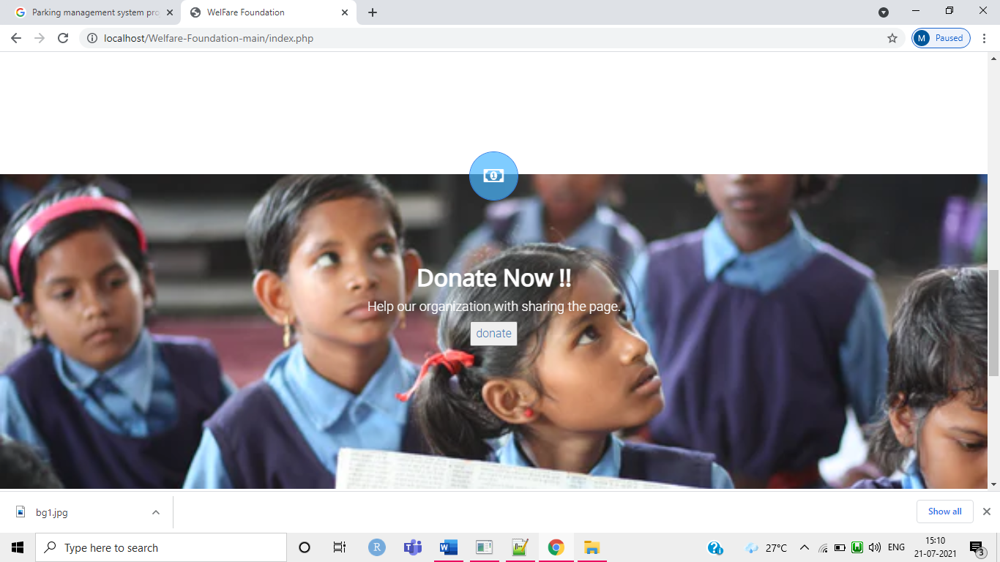 Parking management system pro
WelFare Foundation
localhost/Welfare-Foundation-main/index.php
M
Paused
1
Donate Now !!
Help our organization with sharing the page.
donate
bg1.jpg
Show all
Type here to search
R
T
W
27°C
ENG
15:10
21-07-2021
3